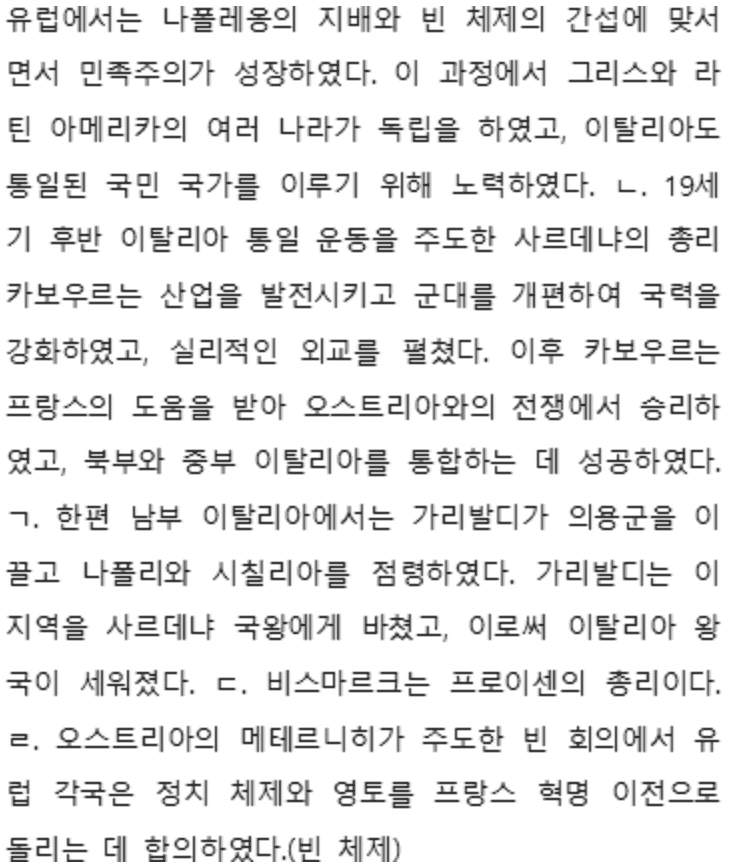 유럽에서는 나폴레옹의 지배와 빈 체제의 간섭에 맞서
면서 민족주의가 성장하였다. 이 과정에서 그리스와 라
틴 아메리카의 여러 나라가 독립을 하였고, 이탈리아도
통일된 국민 국가를 이루기 위해 노력하였다. ㄴ. 19세
기 후반 이탈리아 통일 운동을 주도한 사르데냐의 총리
카보우르는 산업을 발전시키고 군대를 개편하여 국력을
강화하였고, 실리적인 외교를 펼쳤다. 이후 카보우르는
프랑스의 도움을 받아 오스트리아와의 전쟁에서 승리하
였고, 북부와 중부 이탈리아를 통합하는 데 성공하였다.
ㄱ. 한편 남부 이탈리아에서는 가리발디가 의용군을 이
끌고 나폴리와 시칠리아를 점령하였다. 가리발디는 이
지역을 사르데냐 국왕에게 바쳤고, 이로써 이탈리아 왕
국이 세워졌다. ㄷ. 비스마르크는 프로이센의 총리이다.
ㄹ. 오스트리아의 메테르니히가 주도한 빈 회의에서 유
럽 각국은 정치 체제와 영토를 프랑스 혁명 이전으로
돌리는 데 합의하였다.(빈 체제)